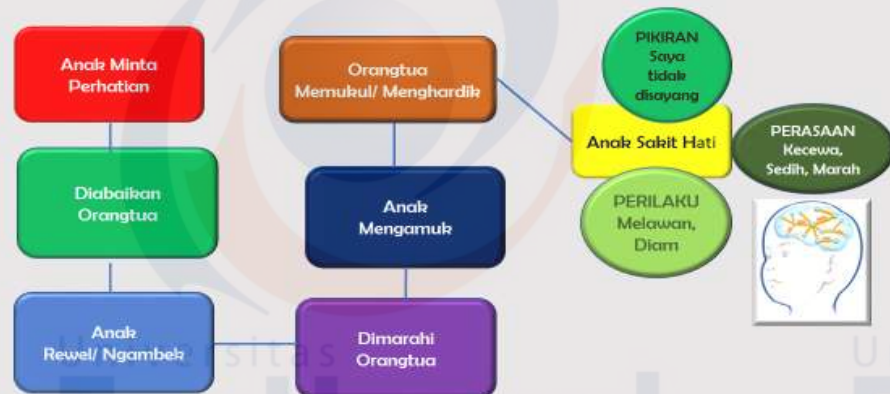 Anak Minta
Perhatian
Diabaikan
Orangtua
Anak
Rewel/ Ngambek
Dimarahi
Orangtua
Anak
Mengamuk
Orangtua
Memukul/ Menghardik
Anak Sakit Hati
PIKIRAN
Saya
tidak
disayang
PERASAAN
Kecewa,
Sedih, Marah
PERILAKU
Melawan,
Diam
Universitas
U